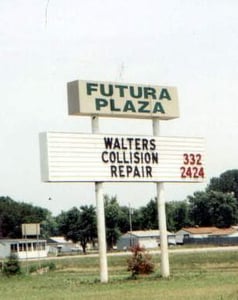 FUTURA
PLAZA
WALTERS
COLLISION 332
REPAIR 2424